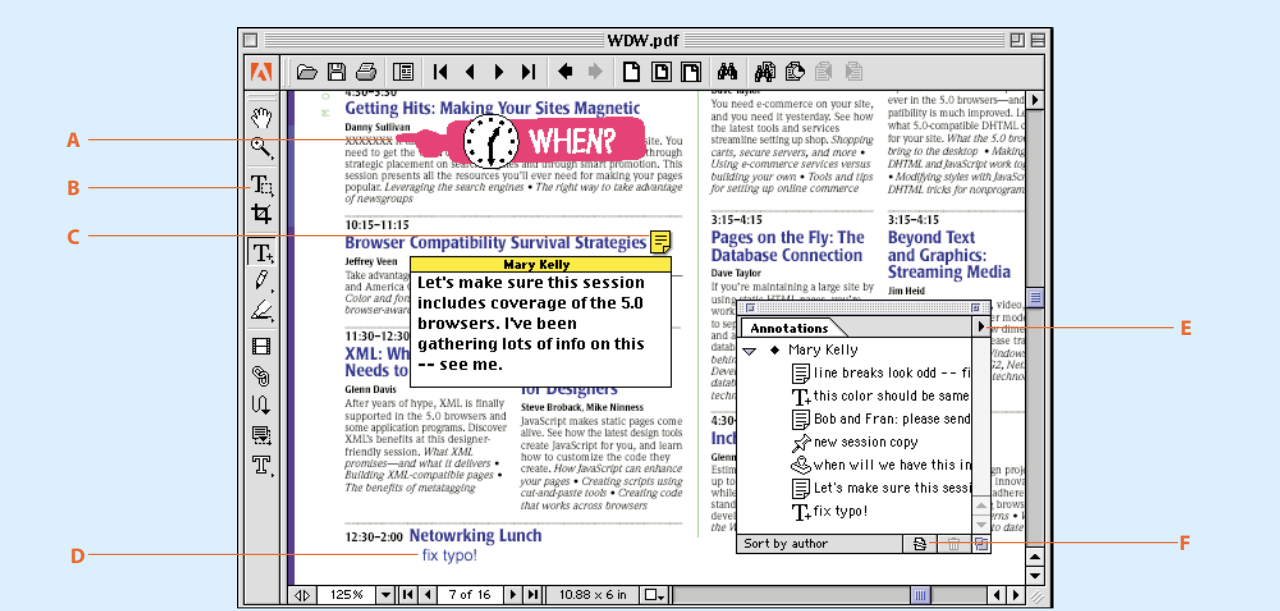 WDW.pdf
4:30–5:30
Getting Hits: Making Your Sites Magnetic
Danny Sullivan
XXXXXXX
site. You
need to get the
through
strategic placement on
and through smart promotion. This
session presents all the resources you'll ever need for making your pages
popular. Leveraging the search engines • The right way to take advantage
of newsgroups
WHEN?
10:15–11:15
Browser Compatibility Survival Strategies
Jeffrey Veen
Take advantag
and America
Color and fon
browser-awar
Mary Kelly
Let's make sure this session
includes coverage of the 5.0
browsers. I've been
gathering lots of info on this
-- see me.
11:30–12:30
XML: Wh
Needs to
Glenn Davis
After years of hype, XML is finally
supported in the 5.0 browsers and
some application programs. Discover
XML's benefits at this designer-
friendly session. What XML
promises—and what it delivers •
Building XML-compatible pages •
The benefits of metatagging
for Designers
Steve Broback, Mike Ninness
JavaScript makes static pages come
alive. See how the latest design tools
create JavaScript for you, and learn
how to customize the code they
create. How JavaScript can enhance
your pages • Creating scripts using
cut-and-paste tools • Creating code
that works across browsers
12:30–2:00 Netowrking Lunch
fix typo!
Dave Taylor
You need e-commerce on your site,
and you need it yesterday. See how
the latest tools and services
streamline setting up shop. Shopping
carts, secure servers, and more •
Using e-commerce services versus
building your own • Tools and tips
for setting up online commerce
3:15–4:15
Pages on the Fly: The
Database Connection
Dave Taylor
If you're maintaining a large site by
using static HTML pages, you're
ever in the 5.0 browsers—and
patibility is much improved. Le
what 5.0-compatible DHTML c
for your site. What the 5.0 brow
bring to the desktop • Making
DHTML and JavaScript work tog
• Modifying styles with JavaScr
DHTML tricks for nonprogram
3:15–4:15
Beyond Text
and Graphics:
Streaming Media
Jim Heid
Annotations
Mary Kelly
line breaks look odd -- fi
this color should be same
Bob and Fran: please send
new session copy
when will we have this in
Let's make sure this sessi
fix typo!
Sort by author
125%
7 of 16
10.88 × 6 in
A
B
C
D
E
F